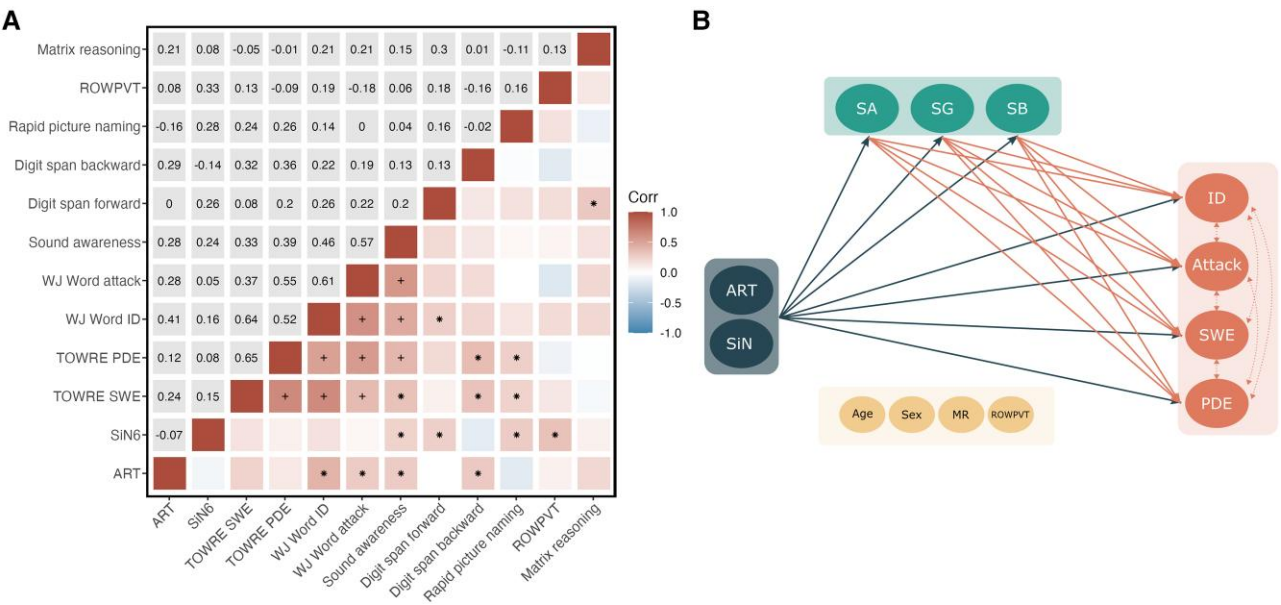 A
B
Matrix reasoning 0.21 0.08 -0.05 -0.01 0.21 0.21 0.15 0.3 0.01 -0.11 0.13
ROWPVT 0.08 0.33 0.13 -0.09 0.19 -0.18 0.06 0.18 -0.16 0.16
Rapid picture naming -0.16 0.28 0.24 0.26 0.14 0 0.04 0.16 -0.02
Digit span backward 0.29 -0.14 0.32 0.36 0.22 0.19 0.13 0.13
Digit span forward 0 0.26 0.08 0.2 0.26 0.22 0.2 *
Sound awareness 0.28 0.24 0.33 0.39 0.46 0.57
WJ Word attack 0.28 0.05 0.37 0.55 0.61 +
WJ Word ID 0.41 0.16 0.64 0.52 + + *
TOWRE PDE 0.12 0.08 0.65 + + + * *
TOWRE SWE 0.24 0.15 + + + * * *
SiN6 -0.07 * * * *
ART * * * *
ART
SiN6
TOWRE SWE
TOWRE PDE
WJ Word ID
WJ Word attack
Sound awareness
Digit span forward
Digit span backward
Rapid picture naming
ROWPVT
Matrix reasoning
Corr
1.0
0.5
0.0
-0.5
-1.0
SA SG SB
ART
SiN
ID
Attack
SWE
PDE
Age Sex MR ROWPVT